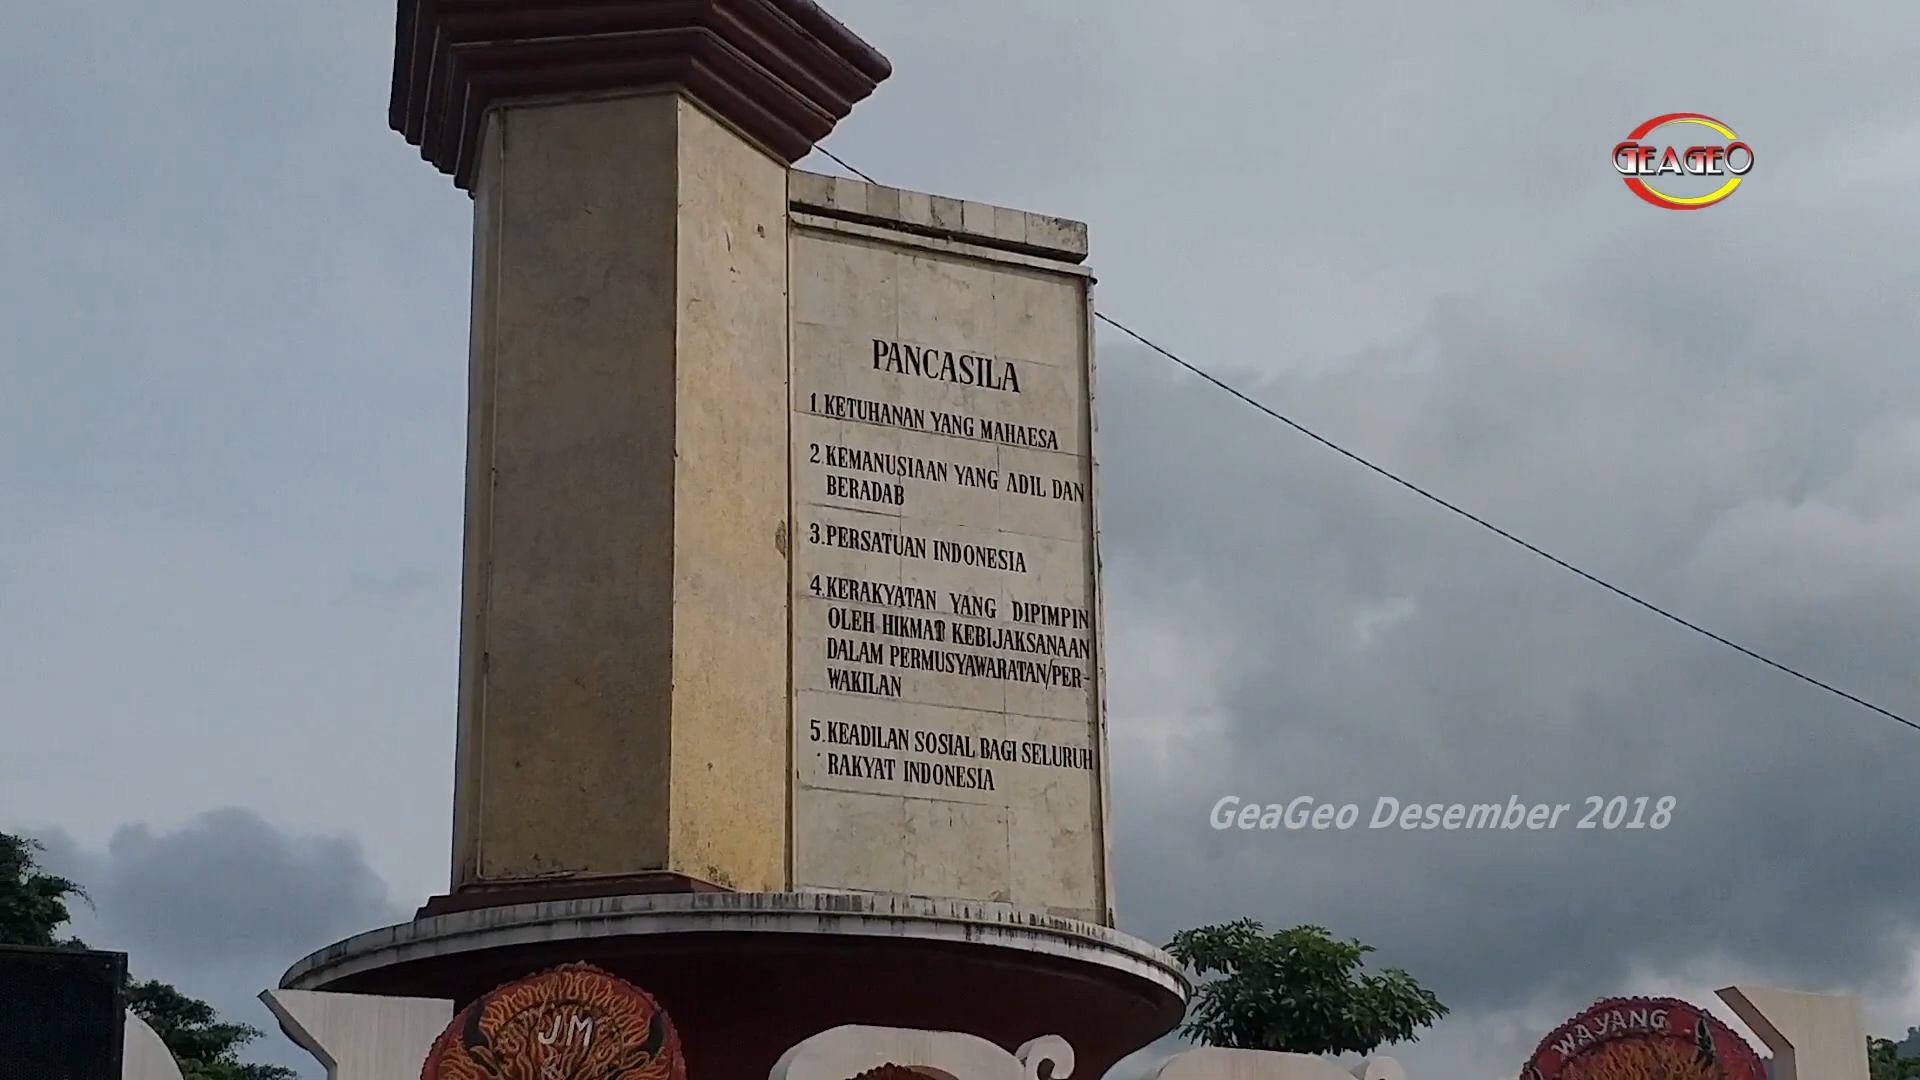 GEAGEO
PANCASILA
1. KETUHANAN YANG MAHAESA
2. KEMANUSIAAN YANG ADIL DAN
BERADAB
3. PERSATUAN INDONESIA
4. KERAKYATAN YANG DIPIMPIN
OLEH HIKMAT KEBIJAKSANAAN
DALAM PERMUSYAWARATAN/PER-
WAKILAN
5. KEADILAN SOSIAL BAGI SELURUH
RAKYAT INDONESIA
GeaGeo Desember 2018
JM
&
WAYANG